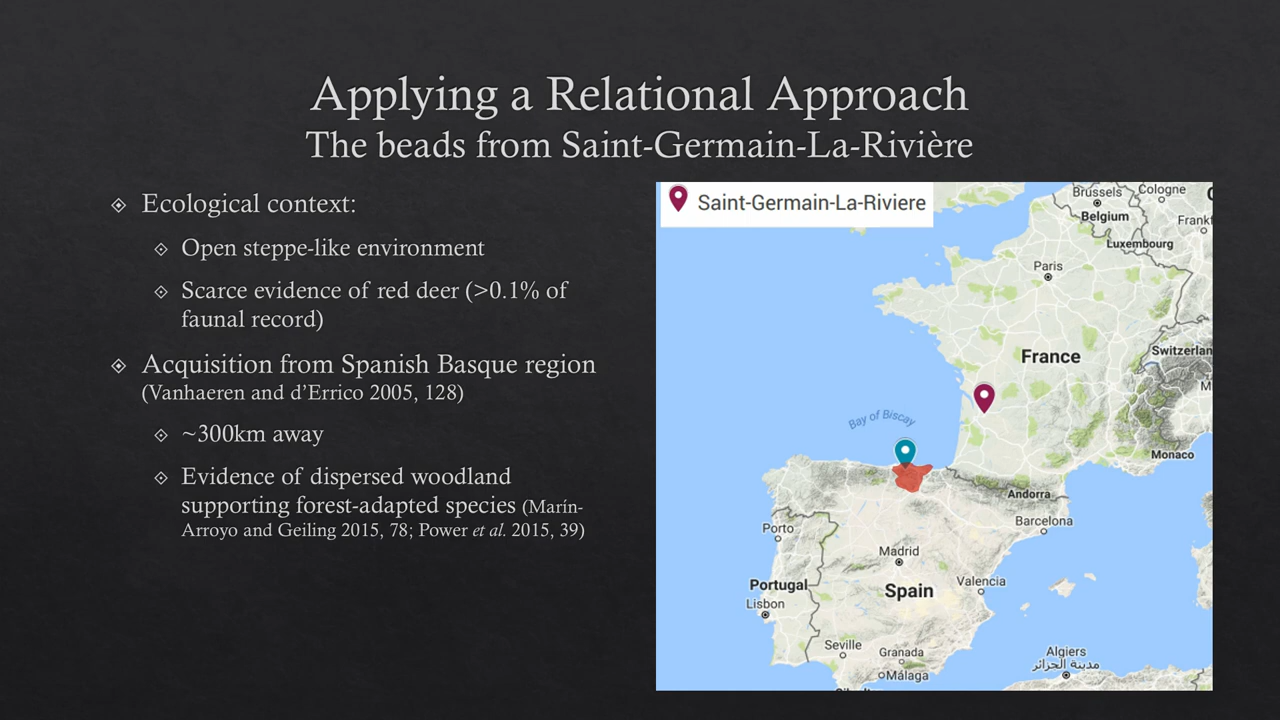 Applying a Relational Approach
The beads from Saint-Germain-La-Rivière
Ecological context:
Open steppe-like environment
Scarce evidence of red deer (>0.1% of
faunal record)
Acquisition from Spanish Basque region
(Vanhaeren and d’Errico 2005, 128)
~300km away
Evidence of dispersed woodland
supporting forest-adapted species (Marín-
Arroyo and Geiling 2015, 78; Power et al. 2015, 39)
Saint-Germain-La-Riviere
Brussels
Cologne
Belgium
Luxembourg
Paris
France
Bay of Biscay
Monaco
Andorra
Barcelona
Porto
Madrid
Portugal
Spain
Valencia
Lisbon
Seville
Granada
Málaga
Algiers
مدينة الجزائر